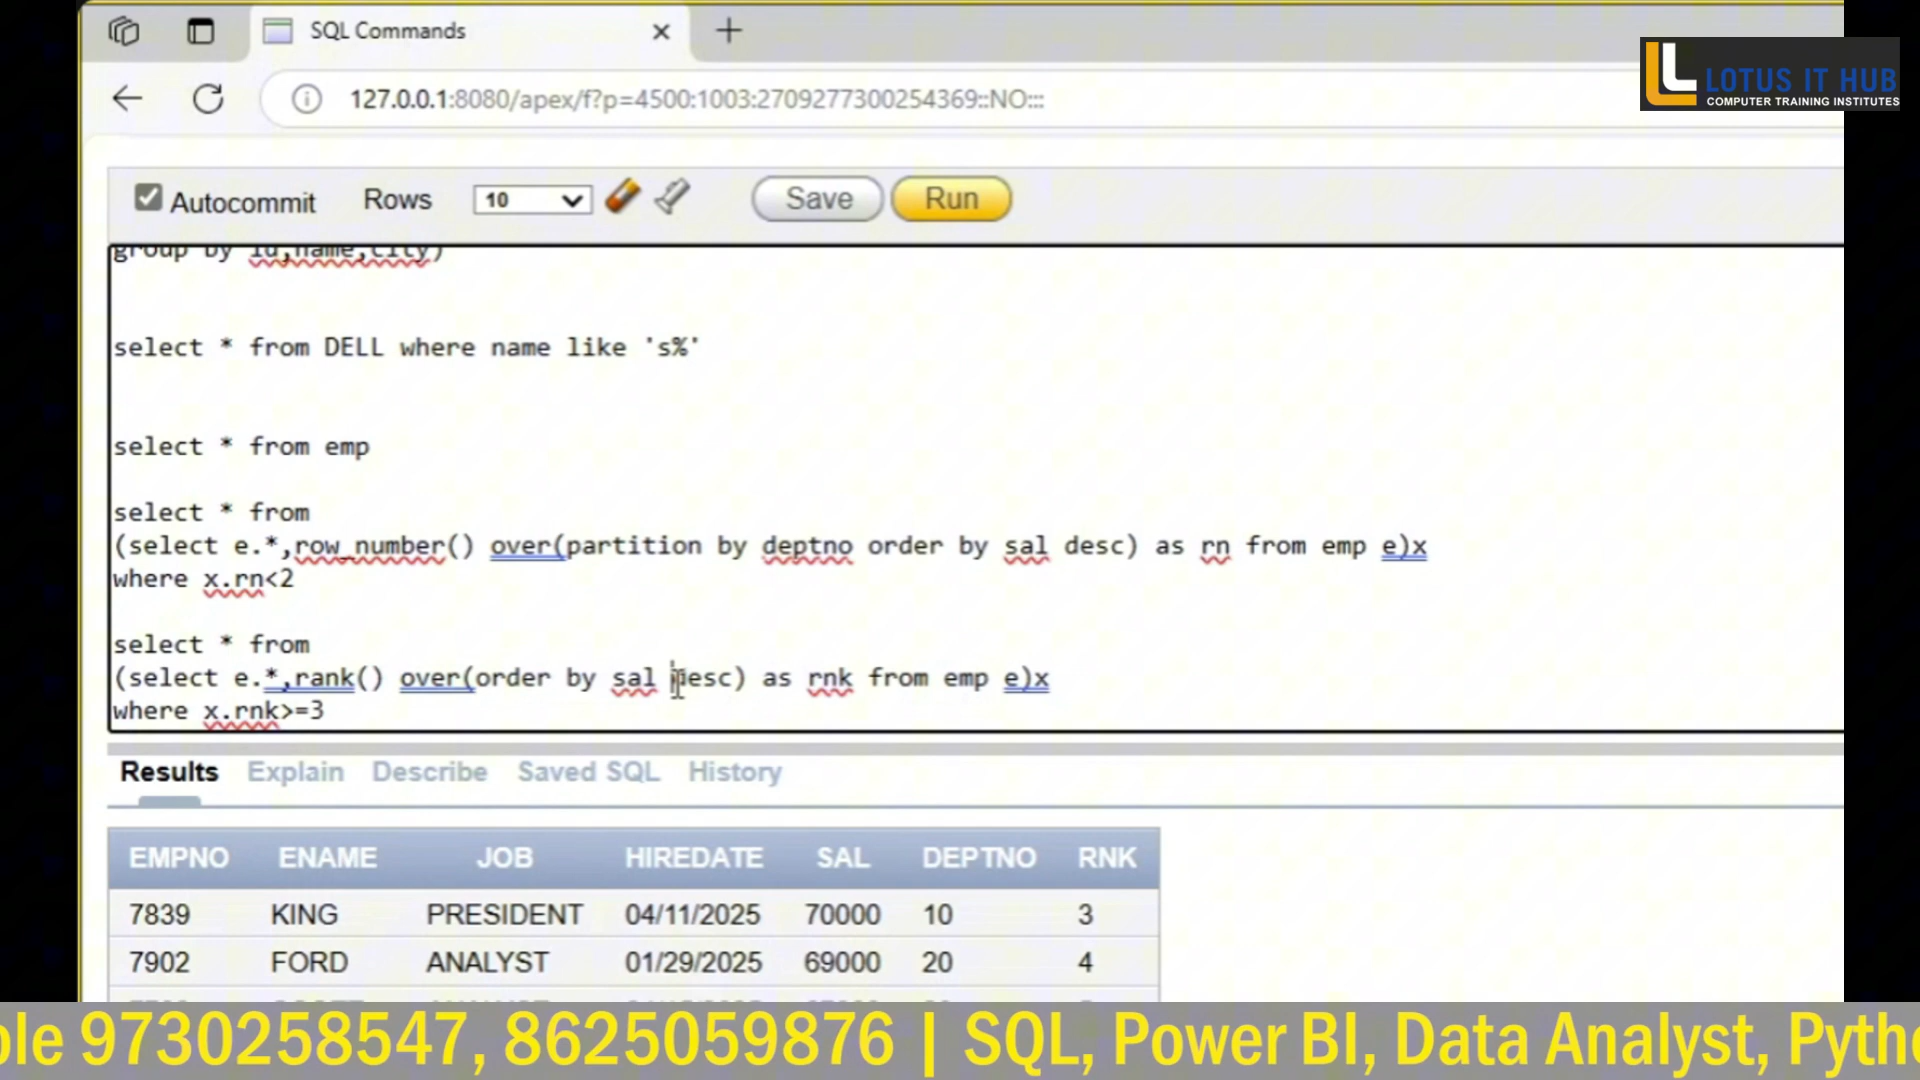 SQL Commands
LOTUS IT HUB
COMPUTER TRAINING INSTITUTES
127.0.0.1:8080/apex/f?p=4500:1003:2709277300254369::NO:::
Autocommit Rows 10 Save Run
group by id,name,city)
select * from DELL where name like 's%'
select * from emp
select * from
(select e.*,row_number() over(partition by deptno order by sal desc) as rn from emp e)x
where x.rn<2
select * from
(select e.*,rank() over(order by sal desc) as rnk from emp e)x
where x.rnk>=3
Results Explain Describe Saved SQL History
EMPNO ENAME JOB HIREDATE SAL DEPTNO RNK
7839 KING PRESIDENT 04/11/2025 70000 10 3
7902 FORD ANALYST 01/29/2025 69000 20 4
9730258547, 8625059876 | SQL, Power BI, Data Analyst,